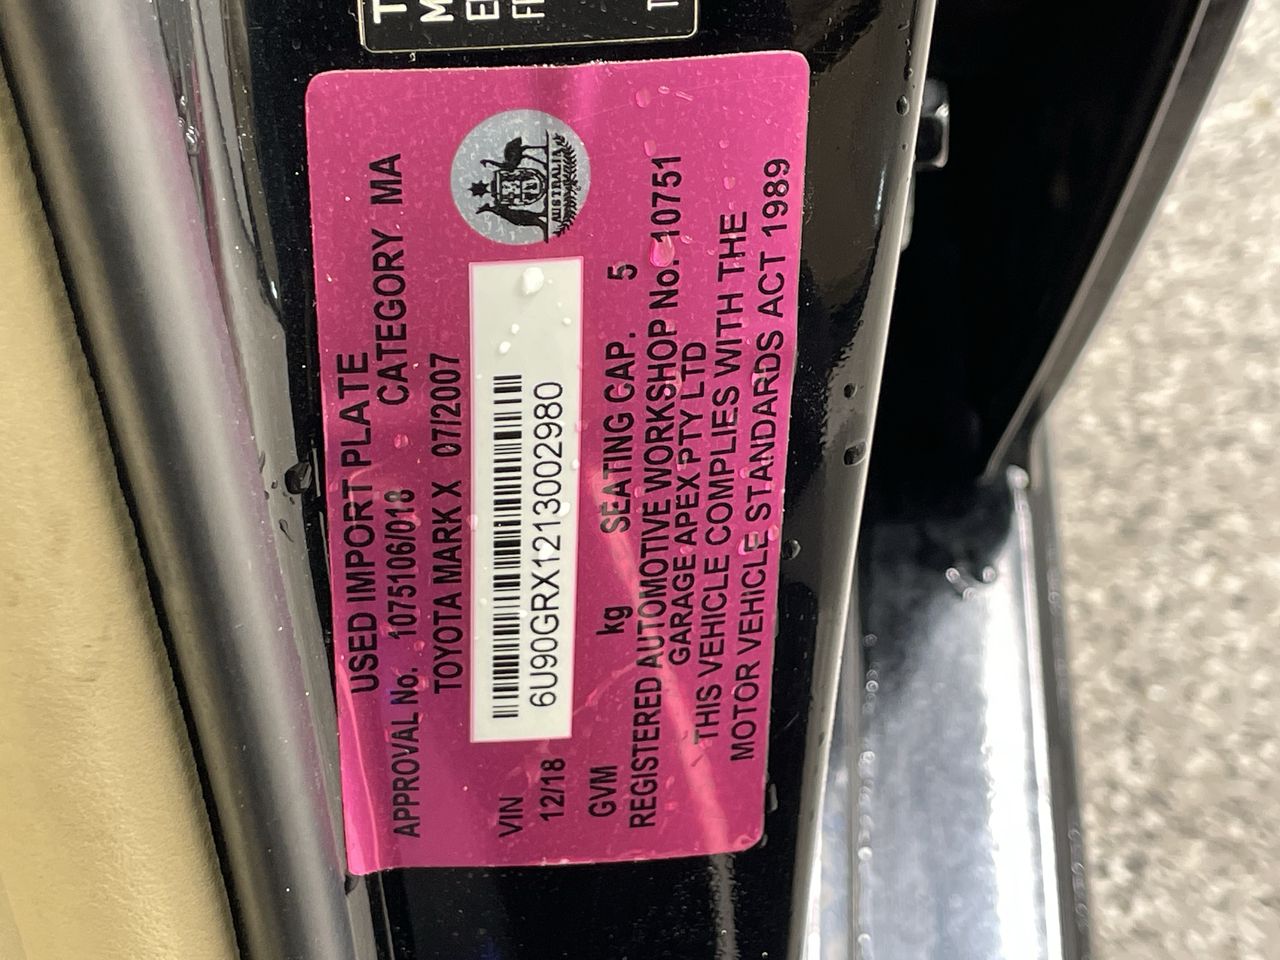 T
M
E
F
T
USED IMPORT PLATE
APPROVAL No. 1075106/018 CATEGORY MA
TOYOTA MARK X 07/2007
AUSTRALIA
VIN
12/18
6U90GRX1213002980
GVM kg SEATING CAP. 5
REGISTERED AUTOMOTIVE WORKSHOP No. 10751
GARAGE APEX PTY LTD
THIS VEHICLE COMPLIES WITH THE
MOTOR VEHICLE STANDARDS ACT 1989